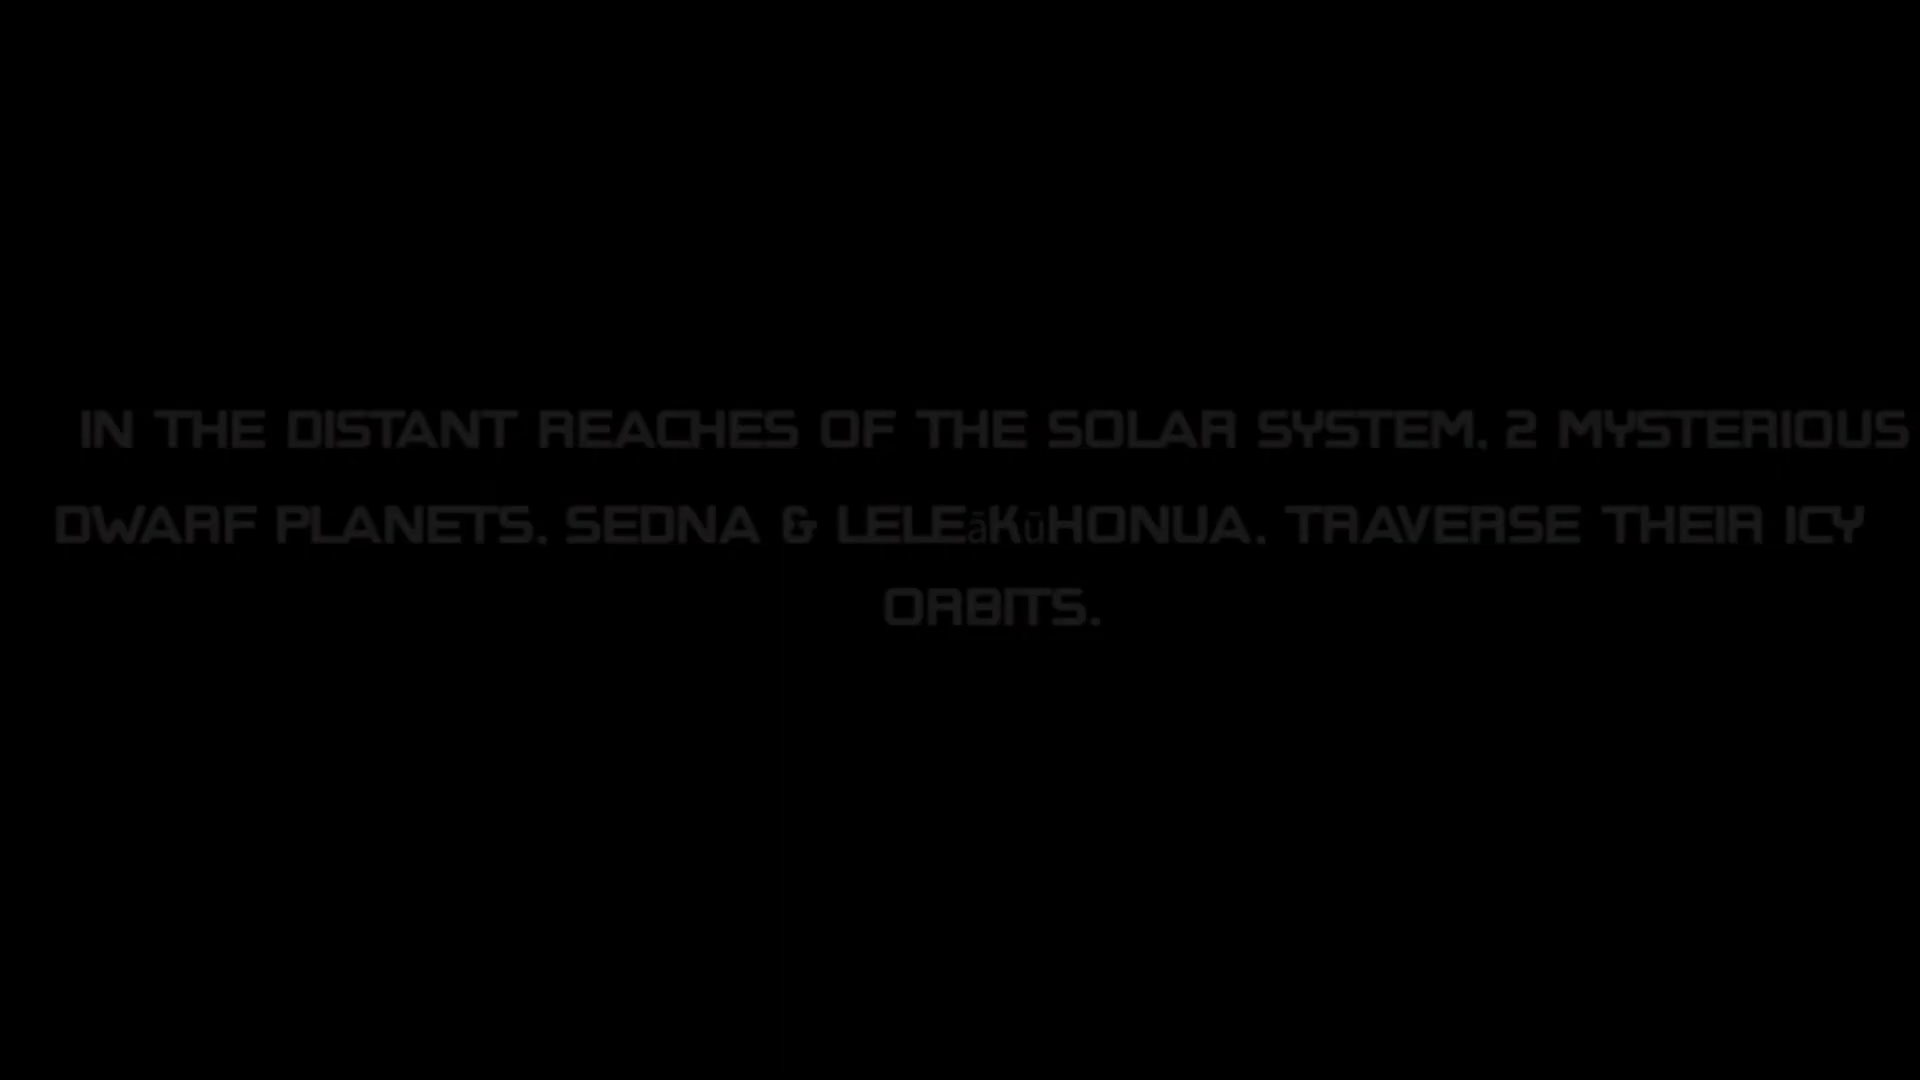 IN THE DISTANT REACHES OF THE SOLAR SYSTEM, 2 MYSTERIOUS
DWARF PLANETS, SEDNA & LELEāKūHONUA, TRAVERSE THEIR ICY
ORBITS.